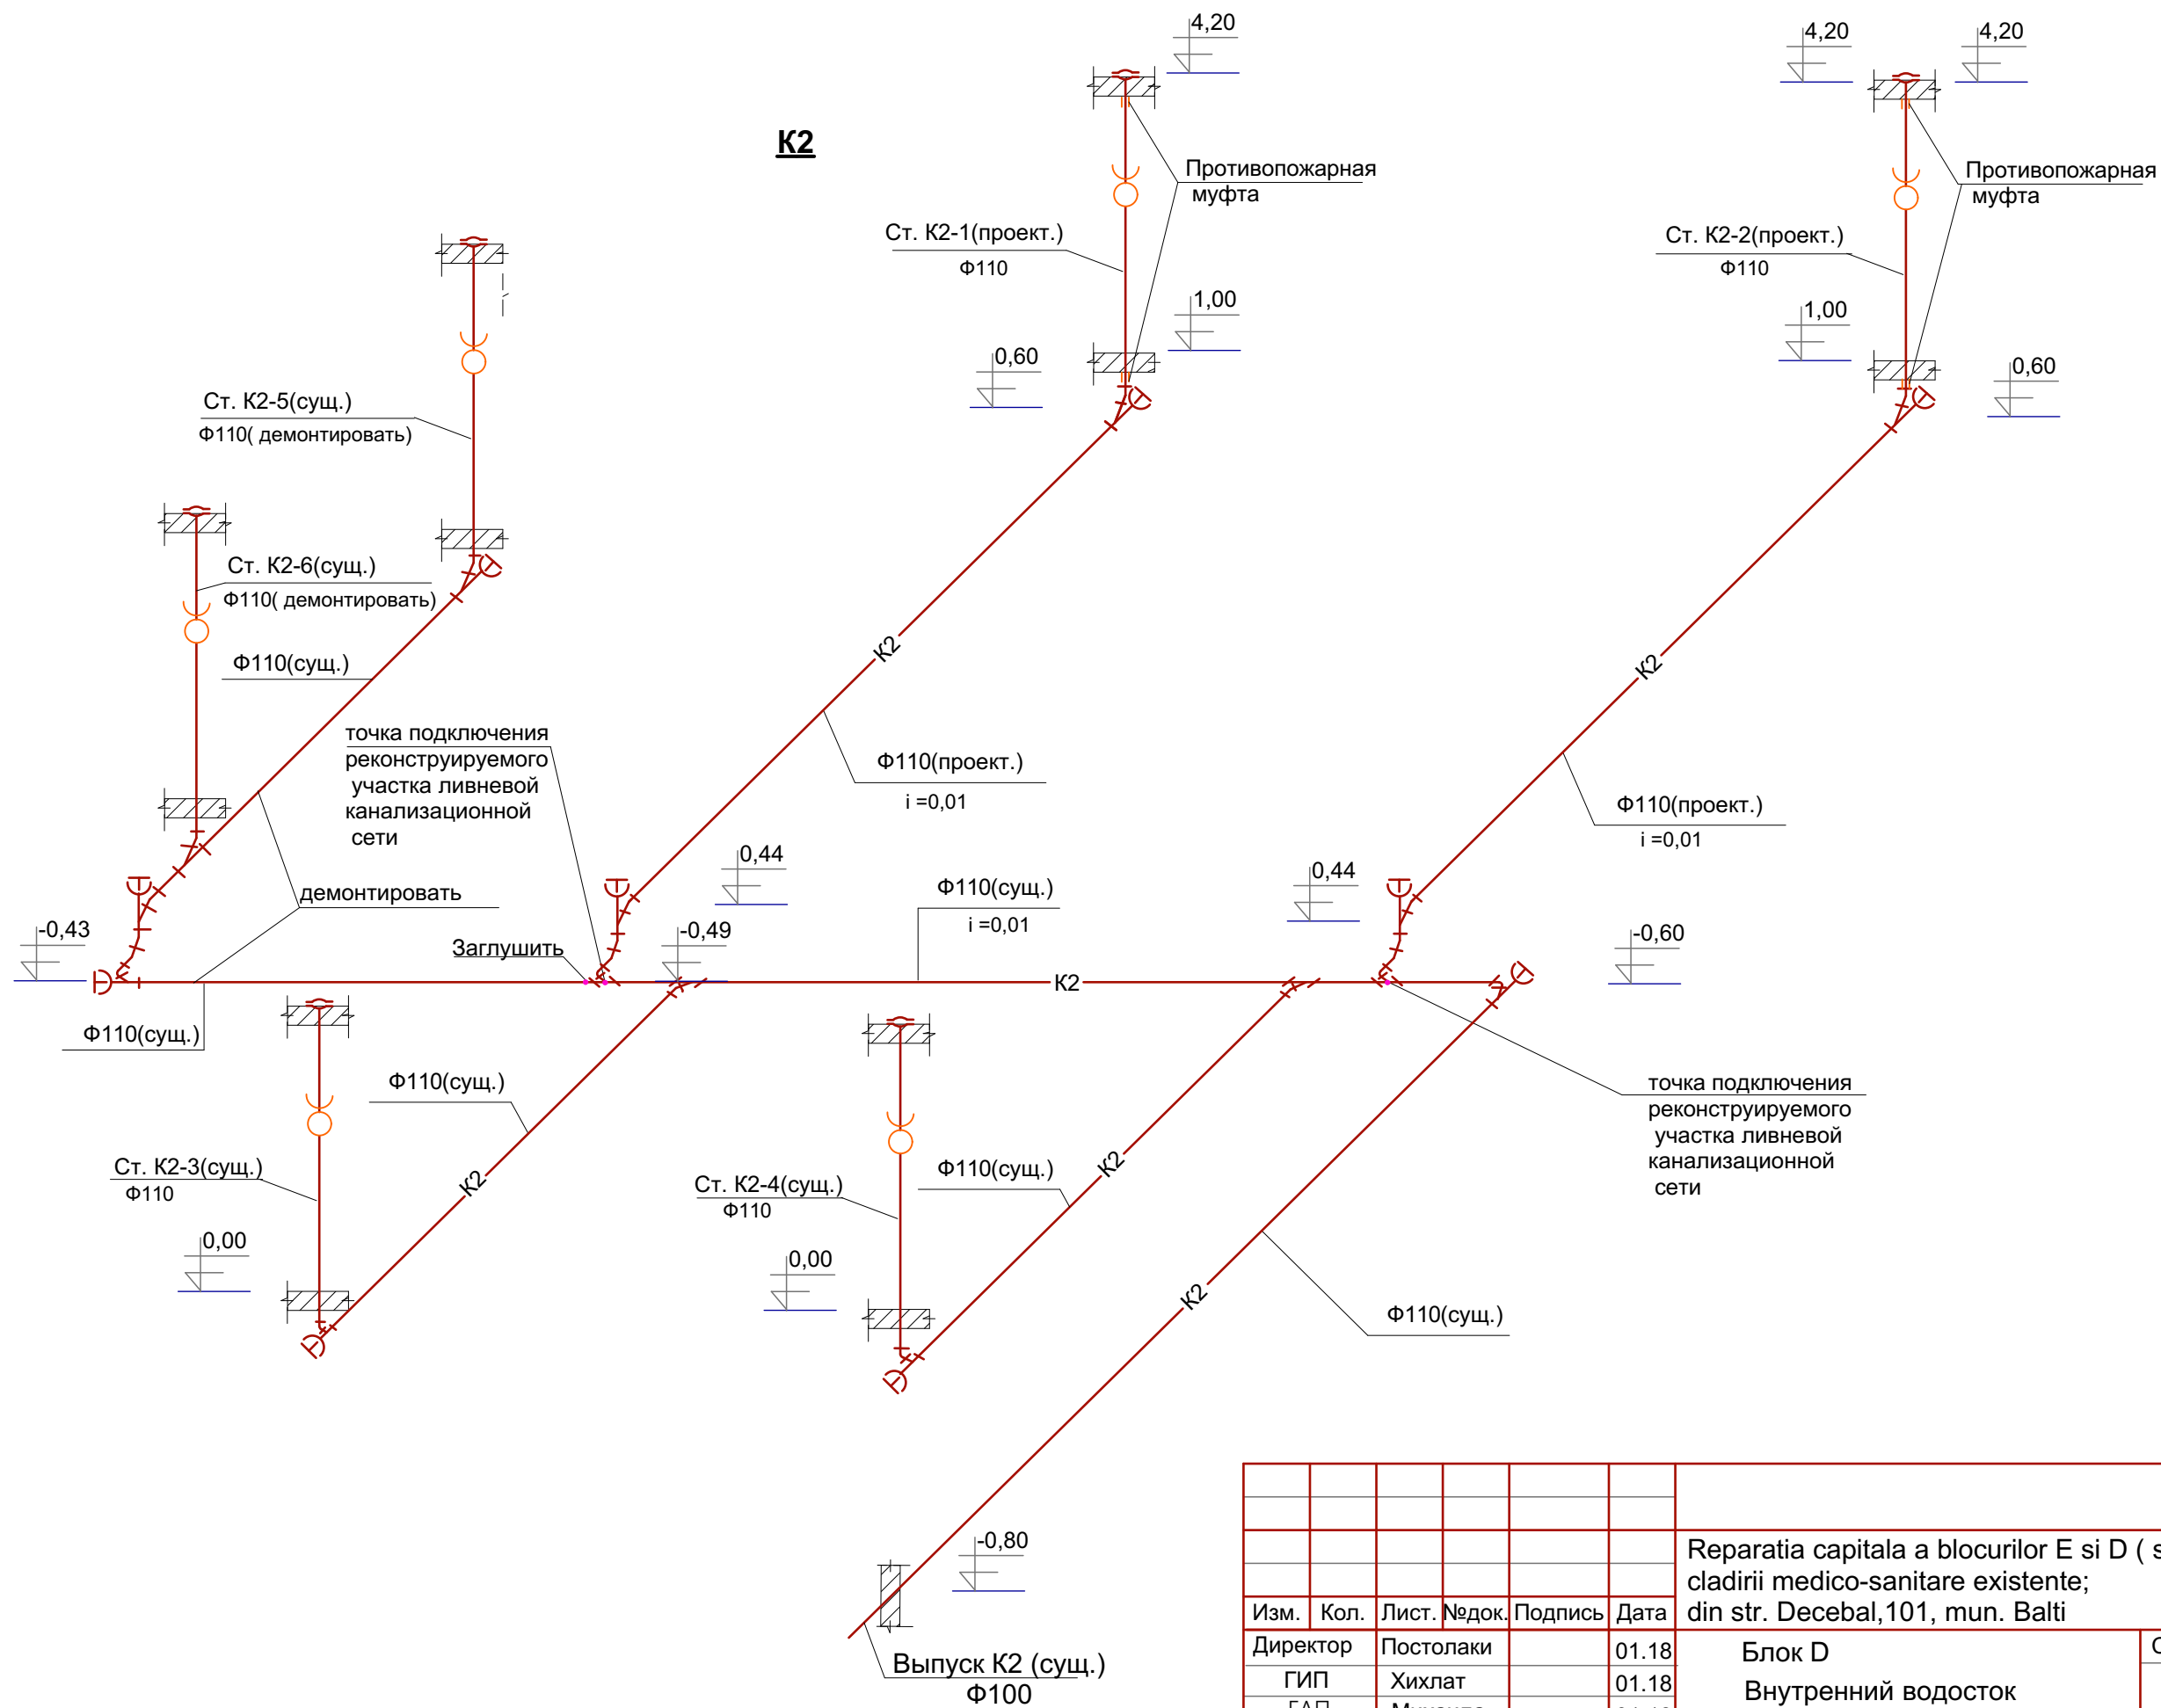 4,20
4,20
4,20
К2
Противопожарная
муфта
Противопожарная
муфта
Ст. К2-1(проект.)
Ф110
Ст. К2-2(проект.)
Ф110
1,00
1,00
0,60
0,60
Ст. К2-5(сущ.)
Ф110( демонтировать)
Ст. К2-6(сущ.)
Ф110( демонтировать)
Ф110(сущ.)
К2
К2
точка подключения
реконструируемого
участка ливневой
канализационной
сети
Ф110(проект.)
i =0,01
Ф110(проект.)
i =0,01
0,44
0,44
демонтировать
Ф110(сущ.)
i =0,01
-0,43
Заглушить
-0,49
-0,60
К2
Ф110(сущ.)
Ф110(сущ.)
точка подключения
реконструируемого
участка ливневой
канализационной
сети
Ст. К2-3(сущ.)
Ф110
К2
Ст. К2-4(сущ.)
Ф110
Ф110(сущ.)
К2
0,00
0,00
К2
Ф110(сущ.)
-0,80
Выпуск К2 (сущ.)
Ф100
Reparatia capitala a blocurilor E si D (
cladirii medico-sanitare existente;
din str. Decebal,101, mun. Balti
Изм. Кол. Лист. №док. Подпись Дата
Директор Постолаки 01.18
Блок D
ГИП Хихлат 01.18
Внутренний водосток